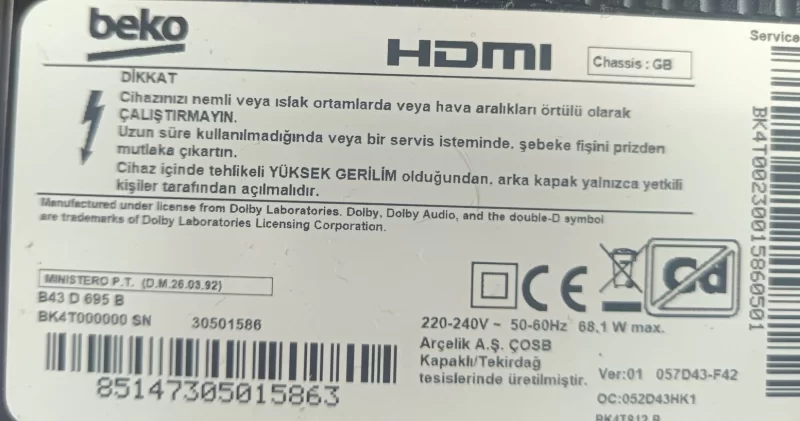 beko
HDMI
Chassis : GB
Service
DİKKAT
Cihazınızı nemli veya ıslak ortamlarda veya hava aralıkları örtülü olarak
ÇALIŞTIRMAYIN.
Uzun süre kullanılmadığında veya bir servis isteminde, şebeke fişini prizden
mutlaka çıkartın.
Cihaz içinde tehlikeli YÜKSEK GERİLİM olduğundan, arka kapak yalnızca yetkili
kişiler tarafından açılmalıdır.
Manufactured under license from Dolby Laboratories. Dolby, Dolby Audio, and the double-D symbol
are trademarks of Dolby Laboratories Licensing Corporation.
MINISTERO P.T. (D.M.26.03.92)
B43 D 695 B
BK4T000000 SN 30501586
85147305015863
CE
Cd
220-240V ~ 50-60Hz 68,1 W max.
Arçelik A.Ş. ÇOSB
Kapaklı/Tekirdağ
tesislerinde üretilmiştir.
Ver:01 057D43-F42
OC:052D43HK1
BK4T00230015860501